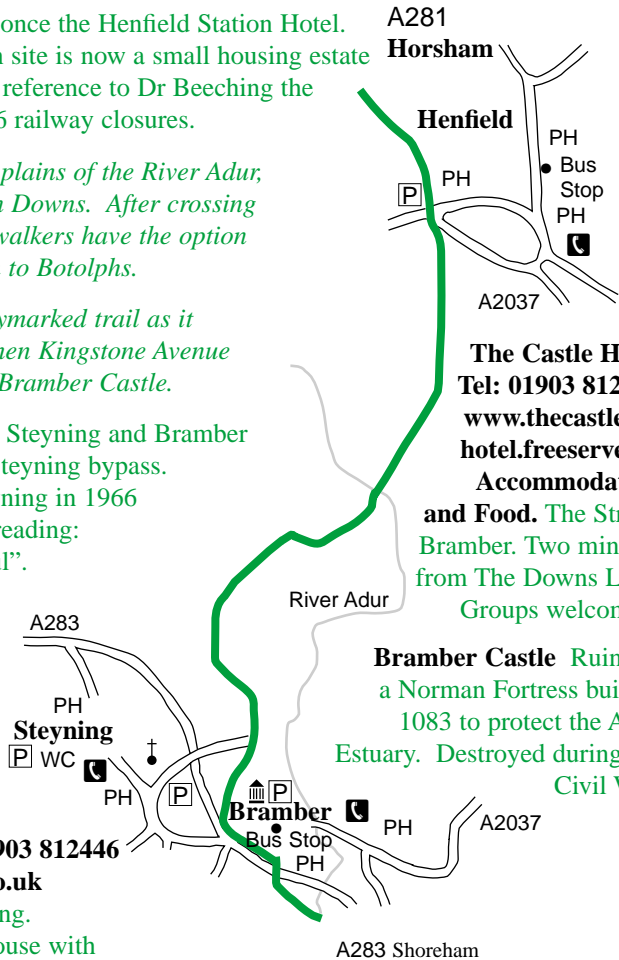 once the Henfield Station Hotel.
site is now a small housing estate
reference to Dr Beeching the
railway closures.
plains of the River Adur,
Downs. After crossing
walkers have the option
to Botolphs.
ymarked trail as it
Kingstone Avenue
Bramber Castle.
Steyning and Bramber
teyning bypass.
ning in 1966
reading:
l”.
A281
Horsham
Henfield
PH
Bus
Stop
PH
P
PH
A2037
The Castle H
Tel: 01903 812
www.thecastle
hotel.freeserve
Accommoda
and Food. The Str
Bramber. Two min
from The Downs L
Groups welcom
River Adur
Bramber Castle Ruin
a Norman Fortress bui
1083 to protect the A
Estuary. Destroyed during
Civil W
A283
PH
Steyning
P WC
PH
P
P
Bramber
Bus Stop
PH
PH
A2037
903 812446
o.uk
ng.
ouse with
A283 Shoreham